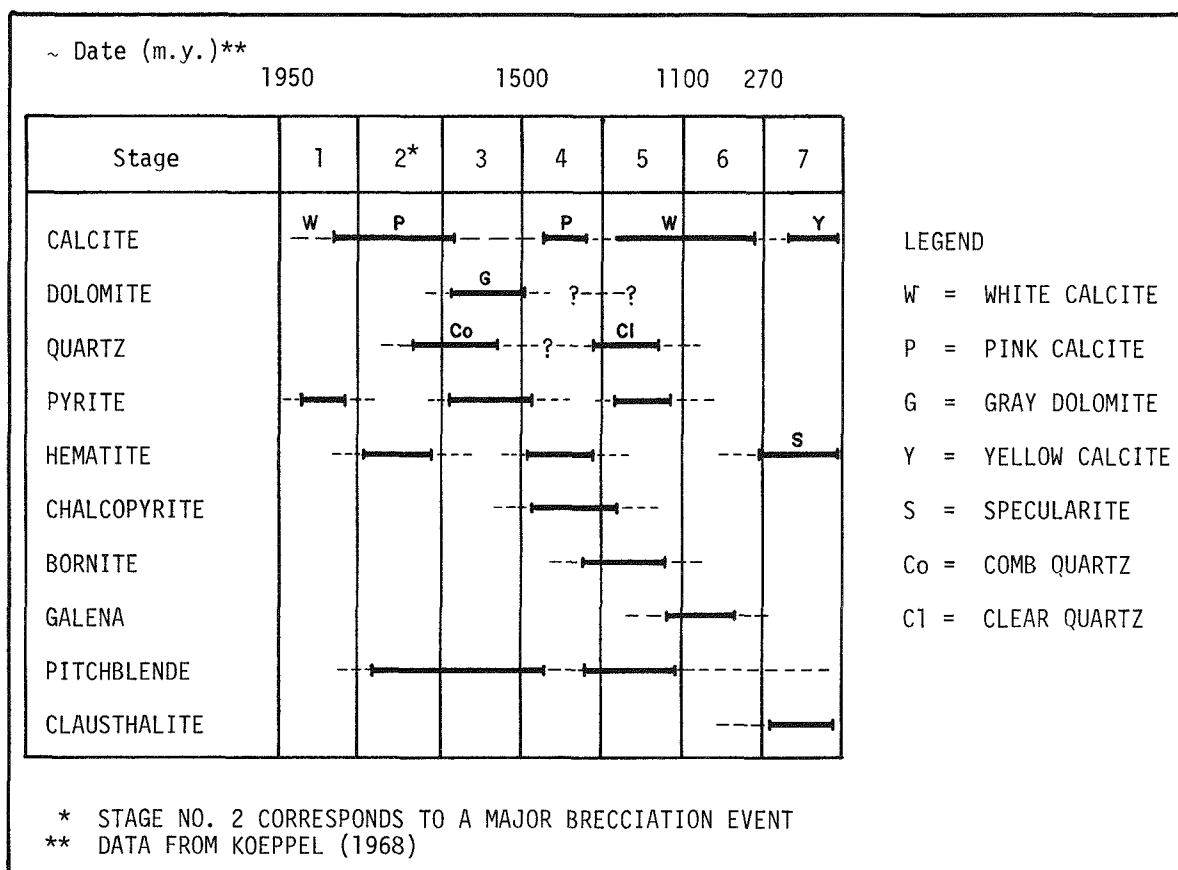 ~ Date (m.y.)**
1950 1500 1100 270
Stage 1 2* 3 4 5 6 7
CALCITE W P P W Y
DOLOMITE G ? ?
QUARTZ Co ? Cl
PYRITE
HEMATITE S
CHALCOPYRITE
BORNITE
GALENA
PITCHBLENDE
CLAUSTHALITE
LEGEND
W = WHITE CALCITE
P = PINK CALCITE
G = GRAY DOLOMITE
Y = YELLOW CALCITE
S = SPECULARITE
Co = COMB QUARTZ
Cl = CLEAR QUARTZ
* STAGE NO. 2 CORRESPONDS TO A MAJOR BRECCIATION EVENT
** DATA FROM KOEPPEL (1968)